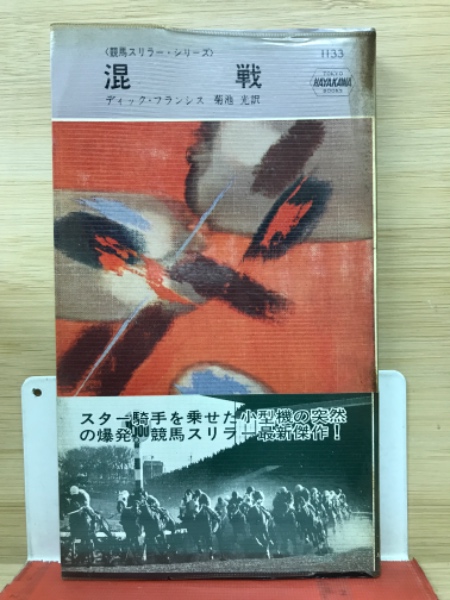 〈競馬スリラー・シリーズ〉
1133
混 戦
TOKYO
HAYAKAWA
BOOKS
ディック・フランシス 菊池 光訳
スター騎手を乗せた小型機の突然
の爆発!競馬スリラー最新傑作!